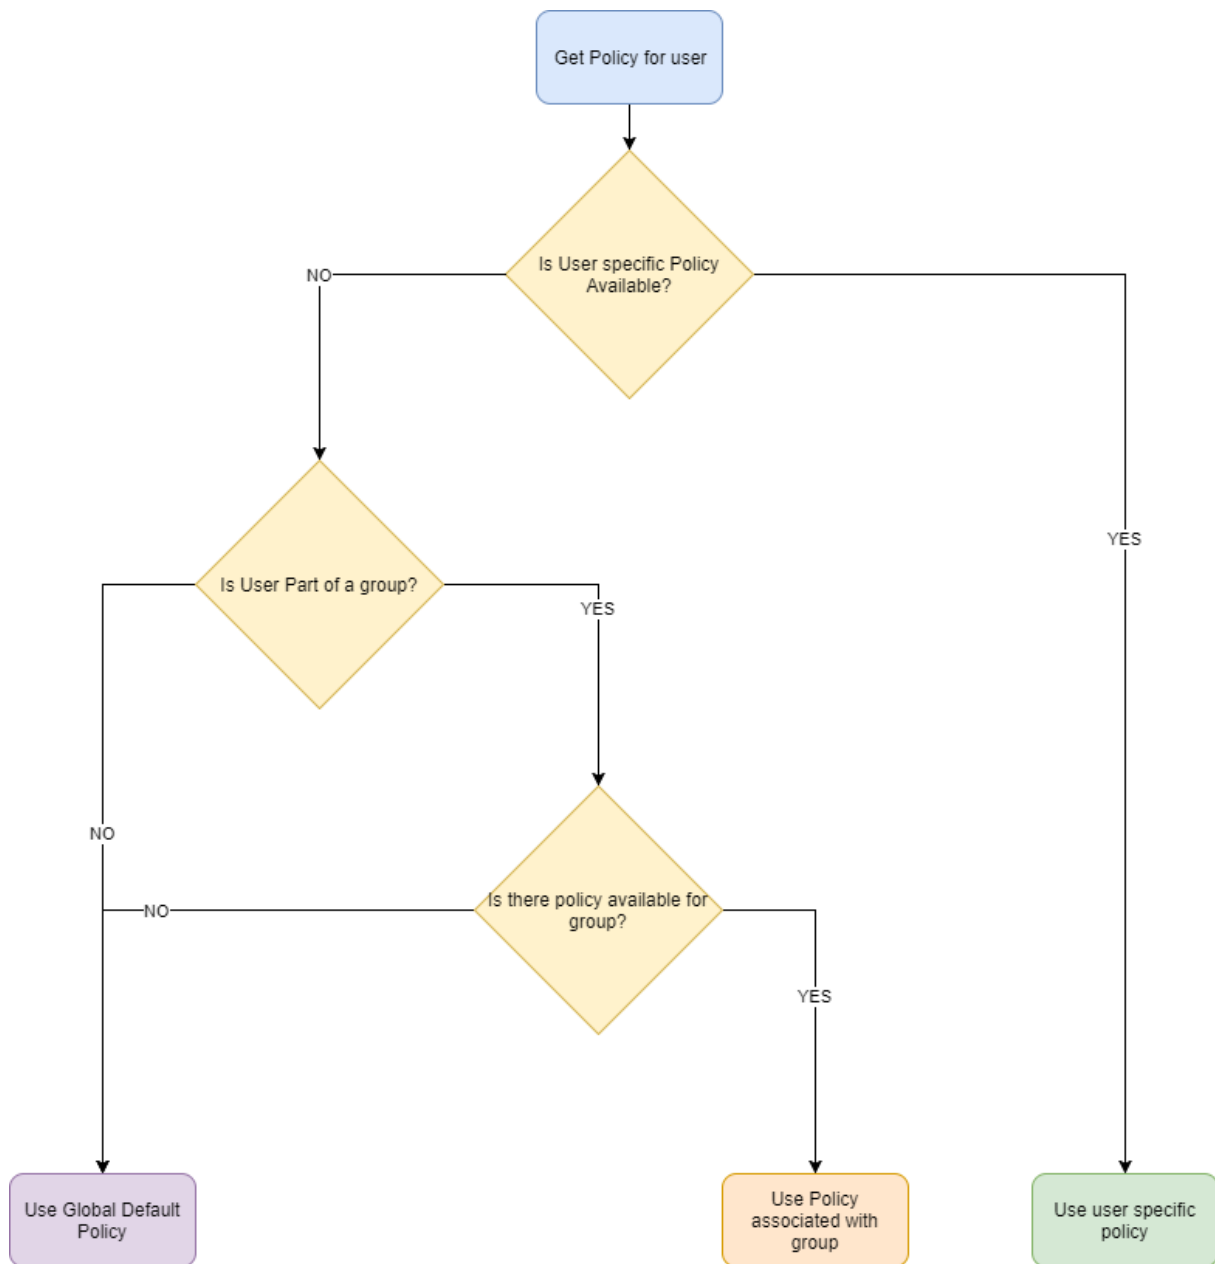 Get Policy for user
Is User specific Policy
Available?
NO
YES
Is User Part of a group?
YES
NO
Is there policy available for
group?
NO
YES
Use Global Default
Policy
Use Policy
associated with
group
Use user specific
policy